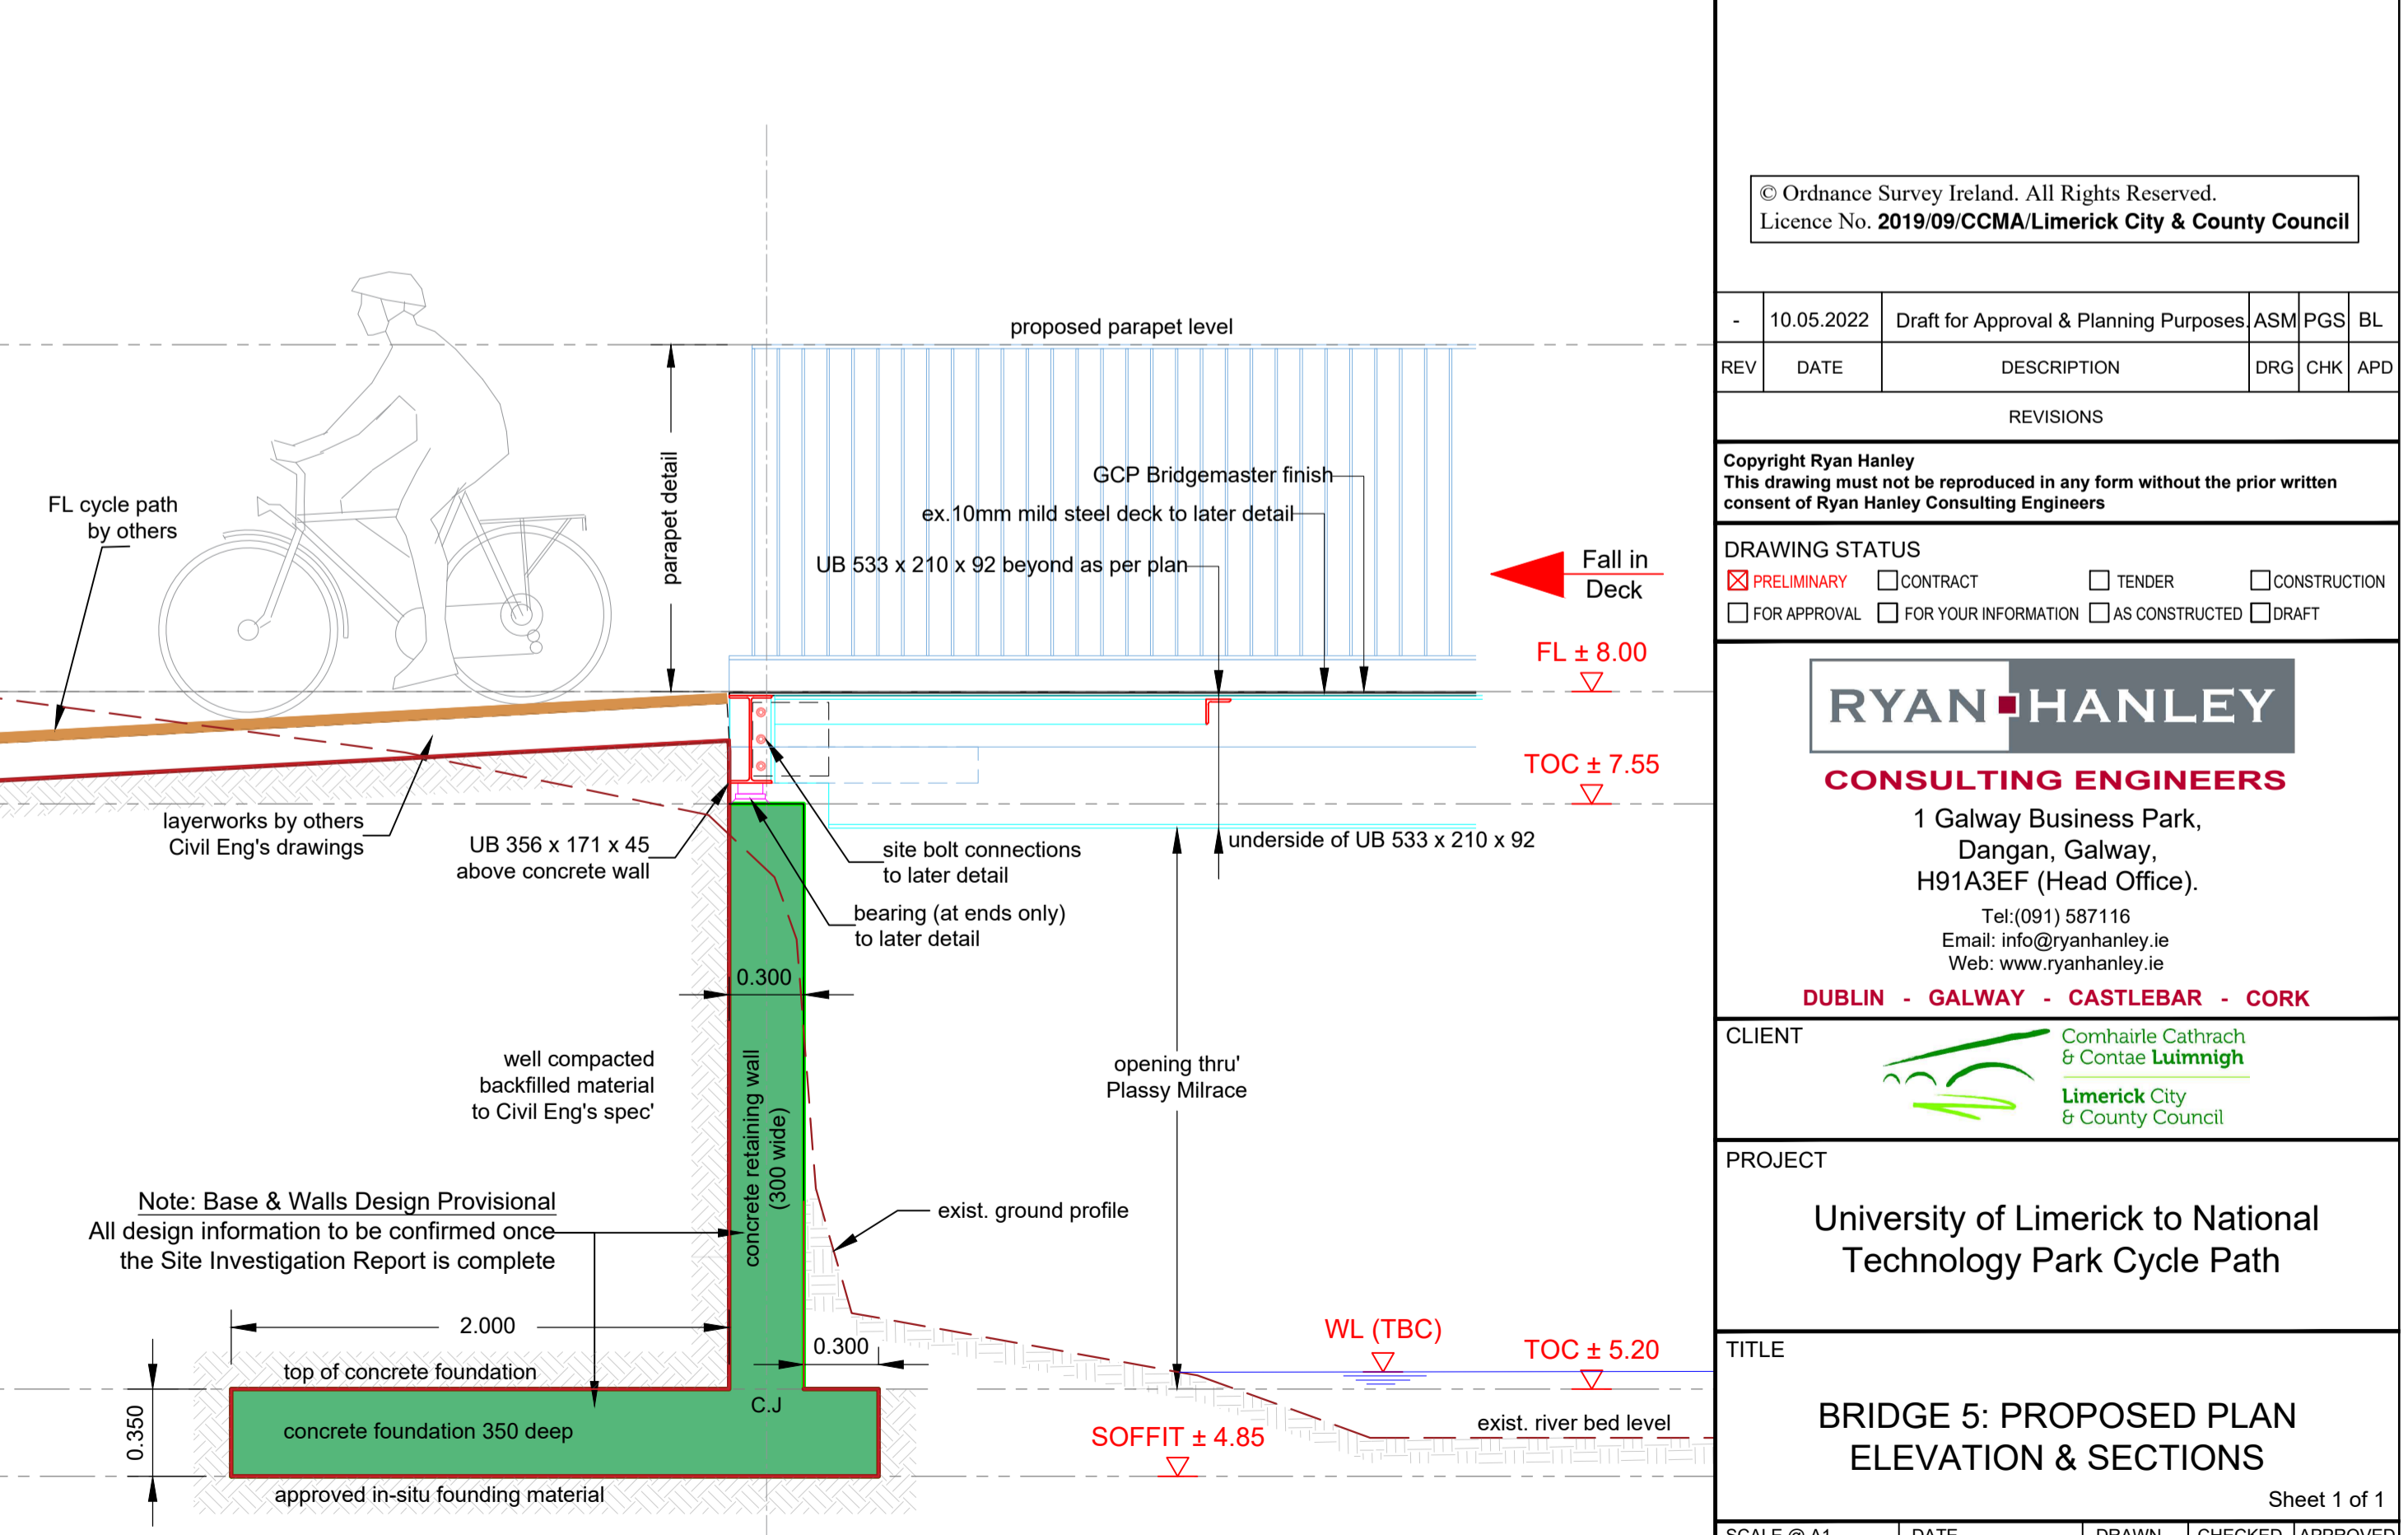 proposed parapet level
parapet detail
FL cycle path
by others
GCP Bridgemaster finish
ex.10mm mild steel deck to later detail
UB 533 x 210 x 92 beyond as per plan
Fall in
Deck
FL ± 8.00
TOC ± 7.55
layerworks by others
Civil Eng's drawings
UB 356 x 171 x 45
above concrete wall
site bolt connections
to later detail
underside of UB 533 x 210 x 92
bearing (at ends only)
to later detail
0.300
well compacted
backfilled material
to Civil Eng's spec'
concrete retaining wall
(300 wide)
opening thru'
Plassy Milrace
Note: Base & Walls Design Provisional
All design information to be confirmed once
the Site Investigation Report is complete
exist. ground profile
2.000
0.300
WL (TBC)
TOC ± 5.20
top of concrete foundation
C.J
0.350
concrete foundation 350 deep
SOFFIT ± 4.85
exist. river bed level
approved in-situ founding material
© Ordnance Survey Ireland. All Rights Reserved.
Licence No. 2019/09/CCMA/Limerick City & County Council
- 10.05.2022 Draft for Approval & Planning Purposes. ASM PGS BL
REV DATE DESCRIPTION DRG CHK APD
REVISIONS
Copyright Ryan Hanley
This drawing must not be reproduced in any form without the prior written
consent of Ryan Hanley Consulting Engineers
DRAWING STATUS
PRELIMINARY CONTRACT TENDER CONSTRUCTION
FOR APPROVAL FOR YOUR INFORMATION AS CONSTRUCTED DRAFT
RYAN HANLEY
CONSULTING ENGINEERS
1 Galway Business Park,
Dangan, Galway,
H91A3EF (Head Office).
Tel:(091) 587116
Email: info@ryanhanley.ie
Web: www.ryanhanley.ie
DUBLIN - GALWAY - CASTLEBAR - CORK
CLIENT
Comhairle Cathrach
& Contae Luimnigh
Limerick City
& County Council
PROJECT
University of Limerick to National
Technology Park Cycle Path
TITLE
BRIDGE 5: PROPOSED PLAN
ELEVATION & SECTIONS
Sheet 1 of 1
SCALE @ A1 DATE DRAWN CHECKED APPROVED